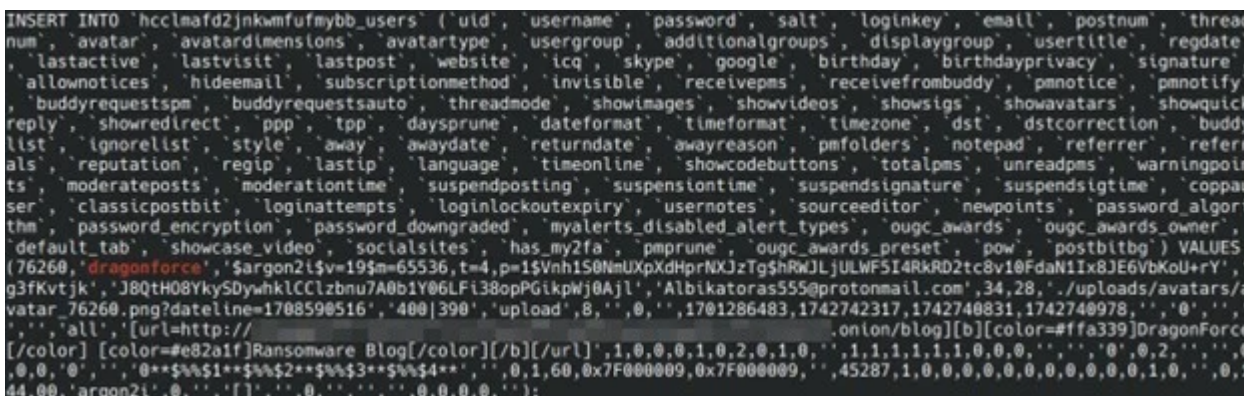 INSERT INTO `hcclmafd2jnkwmfufmybb_users` (`uid`, `username`, `password`, `salt`, `loginkey`, `email`, `postnum`, `thread
num`, `avatar`, `avatardimensions`, `avatartype`, `usergroup`, `additionalgroups`, `displaygroup`, `usertitle`, `regdate`
, `lastactive`, `lastvisit`, `lastpost`, `website`, `icq`, `skype`, `google`, `birthday`, `birthdayprivacy`, `signature`,
`allownotices`, `hideemail`, `subscriptionmethod`, `invisible`, `receivepms`, `receivefrombuddy`, `pmnotice`, `pmnotify`
, `buddyrequestspm`, `buddyrequestsauto`, `threadmode`, `showimages`, `showvideos`, `showsigs`, `showavatars`, `showquick
reply`, `showredirect`, `ppp`, `tpp`, `daysprune`, `dateformat`, `timeformat`, `timezone`, `dst`, `dstcorrection`, `buddy
list`, `ignorelist`, `style`, `away`, `awaydate`, `returndate`, `awayreason`, `pmfolders`, `notepad`, `referrer`, `referr
als`, `reputation`, `regip`, `lastip`, `language`, `timeonline`, `showcodebuttons`, `totalpms`, `unreadpms`, `warningpoin
ts`, `moderateposts`, `moderationtime`, `suspendposting`, `suspensiontime`, `suspendsignature`, `suspendsigtime`, `coppau
ser`, `classicpostbit`, `loginattempts`, `loginlockoutexpiry`, `usernotes`, `sourceeditor`, `newpoints`, `password_algori
thm`, `password_encryption`, `password_downgraded`, `myalerts_disabled_alert_types`, `ougc_awards`, `ougc_awards_owner`,
`default_tab`, `showcase_video`, `socialsites`, `has_my2fa`, `pmprune`, `ougc_awards_preset`, `pow`, `postbitbg`) VALUES
(76260,'dragonforce','$argon2i$v=19$m=65536,t=4,p=1$Vnh1S0NmUXpXdHprNXJzTg$hRWJLjULWF5I4RkRD2tc8v10FdaN1Ix8JE6VbKoU+rY','
g3fKvtjk','J8QtHO8YkySDywhklCClzbnu7A0b1Y06LFi38opPGikpWj0Ajl','Albikatoras555@protonmail.com',34,28,'./uploads/avatars/a
vatar_76260.png?dateline=1708590516','400|390','upload',8,'',0,'',1701286483,1742742317,1742740831,1742740978,'','0',''
,'','','all','[url=http:// .onion/blog][b][color=#ffa339]DragonForce
[/color] [color=#e82a1f]Ransomware Blog[/color][/b][/url]',1,0,0,0,1,0,2,0,1,0,'',1,1,1,1,1,1,0,0,0,'','','0',0,2,'','',0
,0,0,'0','','0**$%%$1**$%%$2**$%%$3**$%%$4**','',0,1,60,0x7F000009,0x7F000009,'',45287,1,0,0,0,0,0,0,0,0,0,0,1,0,'',0,5
44.00,'argon2i',0,'','[]','',0,'','',0,0,0,0,'');